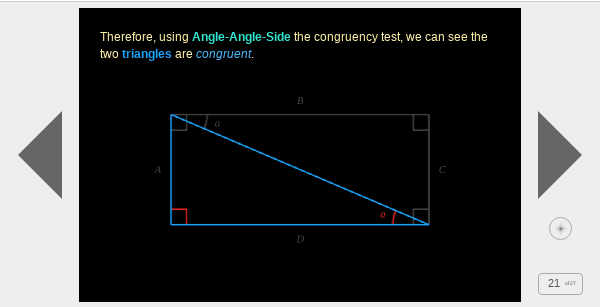 Therefore, using Angle-Angle-Side the congruency test, we can see the
two triangles are congruent.
B
a
A
C
a
D
21 of 27